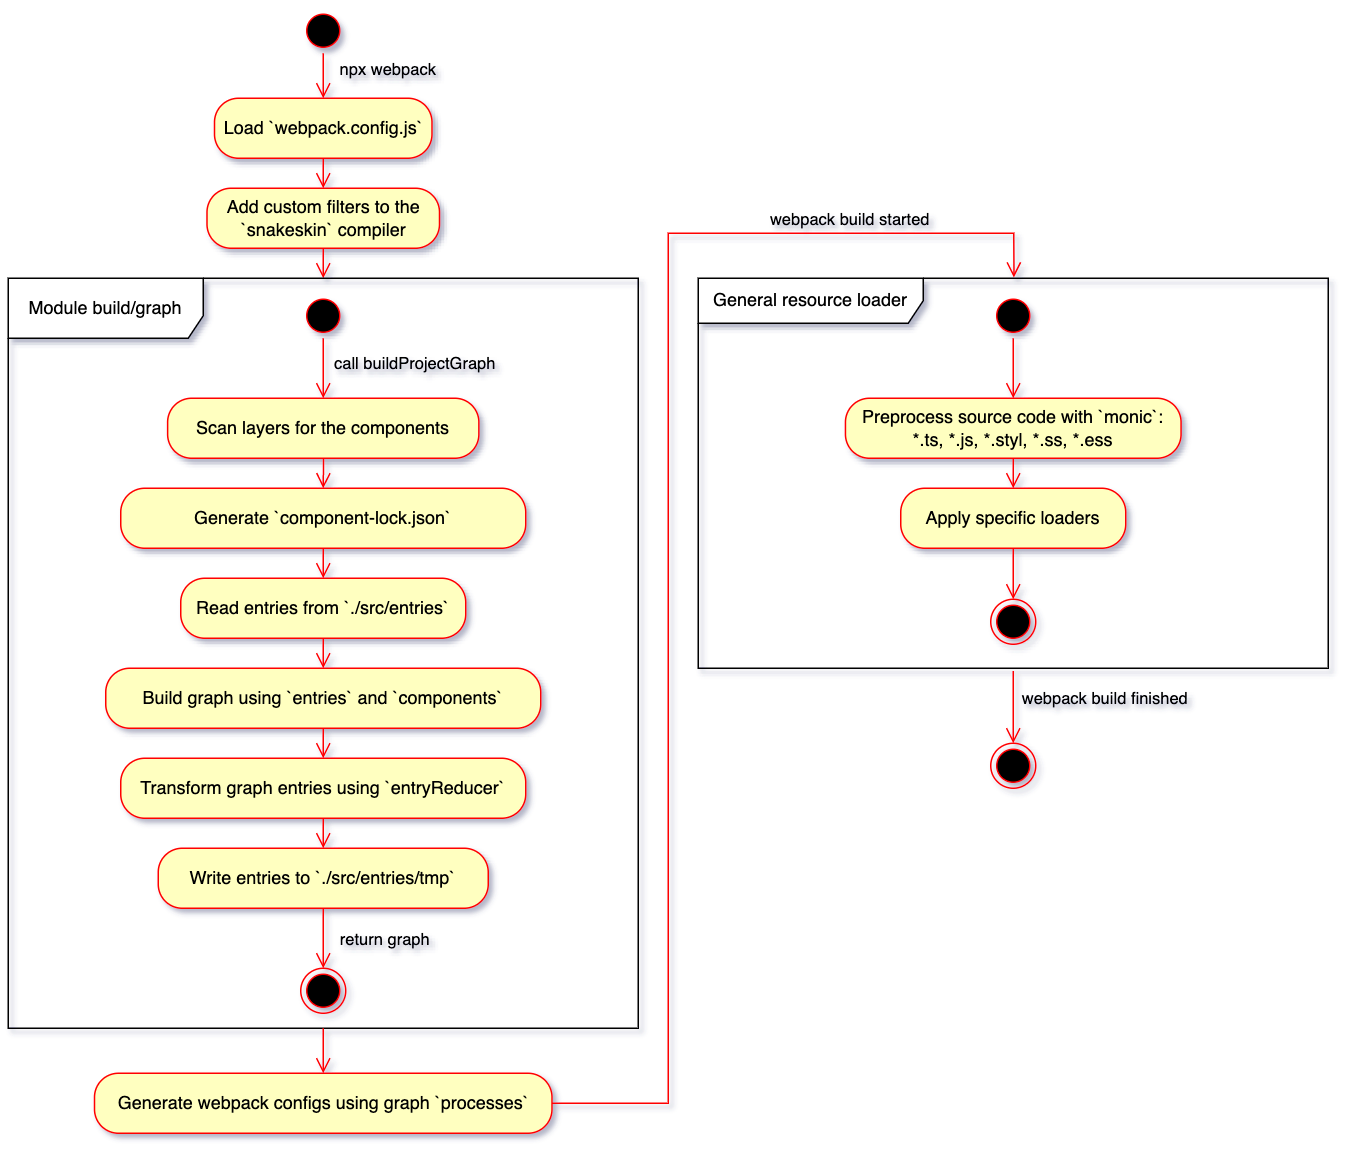 npx webpack
Load `webpack.config.js`
Add custom filters to the
`snakeskin` compiler
Module build/graph
call buildProjectGraph
Scan layers for the components
Generate `component-lock.json`
Read entries from `./src/entries`
Build graph using `entries` and `components`
Transform graph entries using `entryReducer`
Write entries to `./src/entries/tmp`
return graph
Generate webpack configs using graph `processes`
webpack build started
General resource loader
Preprocess source code with `monic`:
*.ts, *.js, *.styl, *.ss, *.ess
Apply specific loaders
webpack build finished